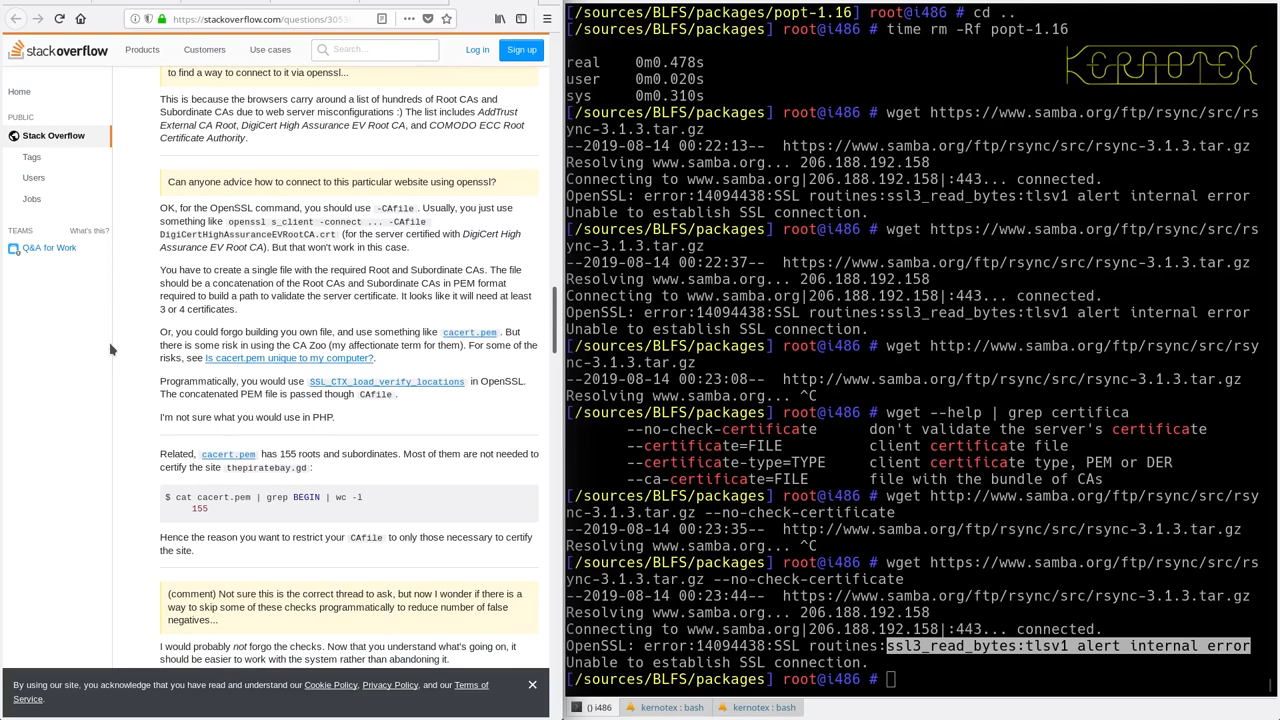 https://stackoverflow.com/questions/3053
stackoverflow
Products
Customers
Use cases
Search...
Log in
Sign up
Home
PUBLIC
Stack Overflow
Tags
Users
Jobs
TEAMS
What's this?
Q&A for Work
to find a way to connect to it via openssl...
This is because the browsers carry around a list of hundreds of Root CAs and
Subordinate CAs due to web server misconfigurations :) The list includes AddTrust
External CA Root, DigiCert High Assurance EV Root CA, and COMODO ECC Root
Certificate Authority.
Can anyone advice how to connect to this particular website using openssl?
OK, for the OpenSSL command, you should use -CAfile. Usually, you just use
something like openssl s_client -connect ... -CAfile
DigiCertHighAssuranceEVRootCA.crt (for the server certified with DigiCert High
Assurance EV Root CA). But that won't work in this case.
You have to create a single file with the required Root and Subordinate CAs. The file
should be a concatenation of the Root CAs and Subordinate CAs in PEM format
required to build a path to validate the server certificate. It looks like it will need at least
3 or 4 certificates.
Or, you could forgo building you own file, and use something like cacert.pem. But
there is some risk in using the CA Zoo (my affectionate term for them). For some of the
risks, see Is cacert.pem unique to my computer?.
Programmatically, you would use SSL_CTX_load_verify_locations in OpenSSL.
The concatenated PEM file is passed though CAfile.
I'm not sure what you would use in PHP.
Related, cacert.pem has 155 roots and subordinates. Most of them are not needed to
certify the site thepiratebay.gd:
$ cat cacert.pem | grep BEGIN | wc -l
155
Hence the reason you want to restrict your CAfile to only those necessary to certify
the site.
(comment) Not sure this is the correct thread to ask, but now I wonder if there is a
way to skip some of these checks programmatically to reduce number of false
negatives...
I would probably not forgo the checks. Now that you understand what's going on, it
should be easier to work with the system rather than abandoning it.
By using our site, you acknowledge that you have read and understand our Cookie Policy, Privacy Policy, and our Terms of
Service.
[/sources/BLFS/packages/popt-1.16] root@i486 # cd ..
[/sources/BLFS/packages] root@i486 # time rm -Rf popt-1.16
KERNOTEX
real 0m0.478s
user 0m0.020s
sys 0m0.310s
[/sources/BLFS/packages] root@i486 # wget https://www.samba.org/ftp/rsync/src/rs
ync-3.1.3.tar.gz
--2019-08-14 00:22:13-- https://www.samba.org/ftp/rsync/src/rsync-3.1.3.tar.gz
Resolving www.samba.org... 206.188.192.158
Connecting to www.samba.org|206.188.192.158|:443... connected.
OpenSSL: error:14094438:SSL routines:ssl3_read_bytes:tlsv1 alert internal error
Unable to establish SSL connection.
[/sources/BLFS/packages] root@i486 # wget https://www.samba.org/ftp/rsync/src/rs
ync-3.1.3.tar.gz
--2019-08-14 00:22:37-- https://www.samba.org/ftp/rsync/src/rsync-3.1.3.tar.gz
Resolving www.samba.org... 206.188.192.158
Connecting to www.samba.org|206.188.192.158|:443... connected.
OpenSSL: error:14094438:SSL routines:ssl3_read_bytes:tlsv1 alert internal error
Unable to establish SSL connection.
[/sources/BLFS/packages] root@i486 # wget http://www.samba.org/ftp/rsync/src/rsy
nc-3.1.3.tar.gz
--2019-08-14 00:23:08-- http://www.samba.org/ftp/rsync/src/rsync-3.1.3.tar.gz
Resolving www.samba.org... ^C
[/sources/BLFS/packages] root@i486 # wget --help | grep certifica
--no-check-certificate don't validate the server's certificate
--certificate=FILE client certificate file
--certificate-type=TYPE client certificate type, PEM or DER
--ca-certificate=FILE file with the bundle of CAs
[/sources/BLFS/packages] root@i486 # wget http://www.samba.org/ftp/rsync/src/rsy
nc-3.1.3.tar.gz --no-check-certificate
--2019-08-14 00:23:35-- http://www.samba.org/ftp/rsync/src/rsync-3.1.3.tar.gz
Resolving www.samba.org... ^C
[/sources/BLFS/packages] root@i486 # wget https://www.samba.org/ftp/rsync/src/rs
ync-3.1.3.tar.gz --no-check-certificate
--2019-08-14 00:23:44-- https://www.samba.org/ftp/rsync/src/rsync-3.1.3.tar.gz
Resolving www.samba.org... 206.188.192.158
Connecting to www.samba.org|206.188.192.158|:443... connected.
OpenSSL: error:14094438:SSL routines:ssl3_read_bytes:tlsv1 alert internal error
Unable to establish SSL connection.
[/sources/BLFS/packages] root@i486 #
() i486
kernotex : bash
kernotex : bash